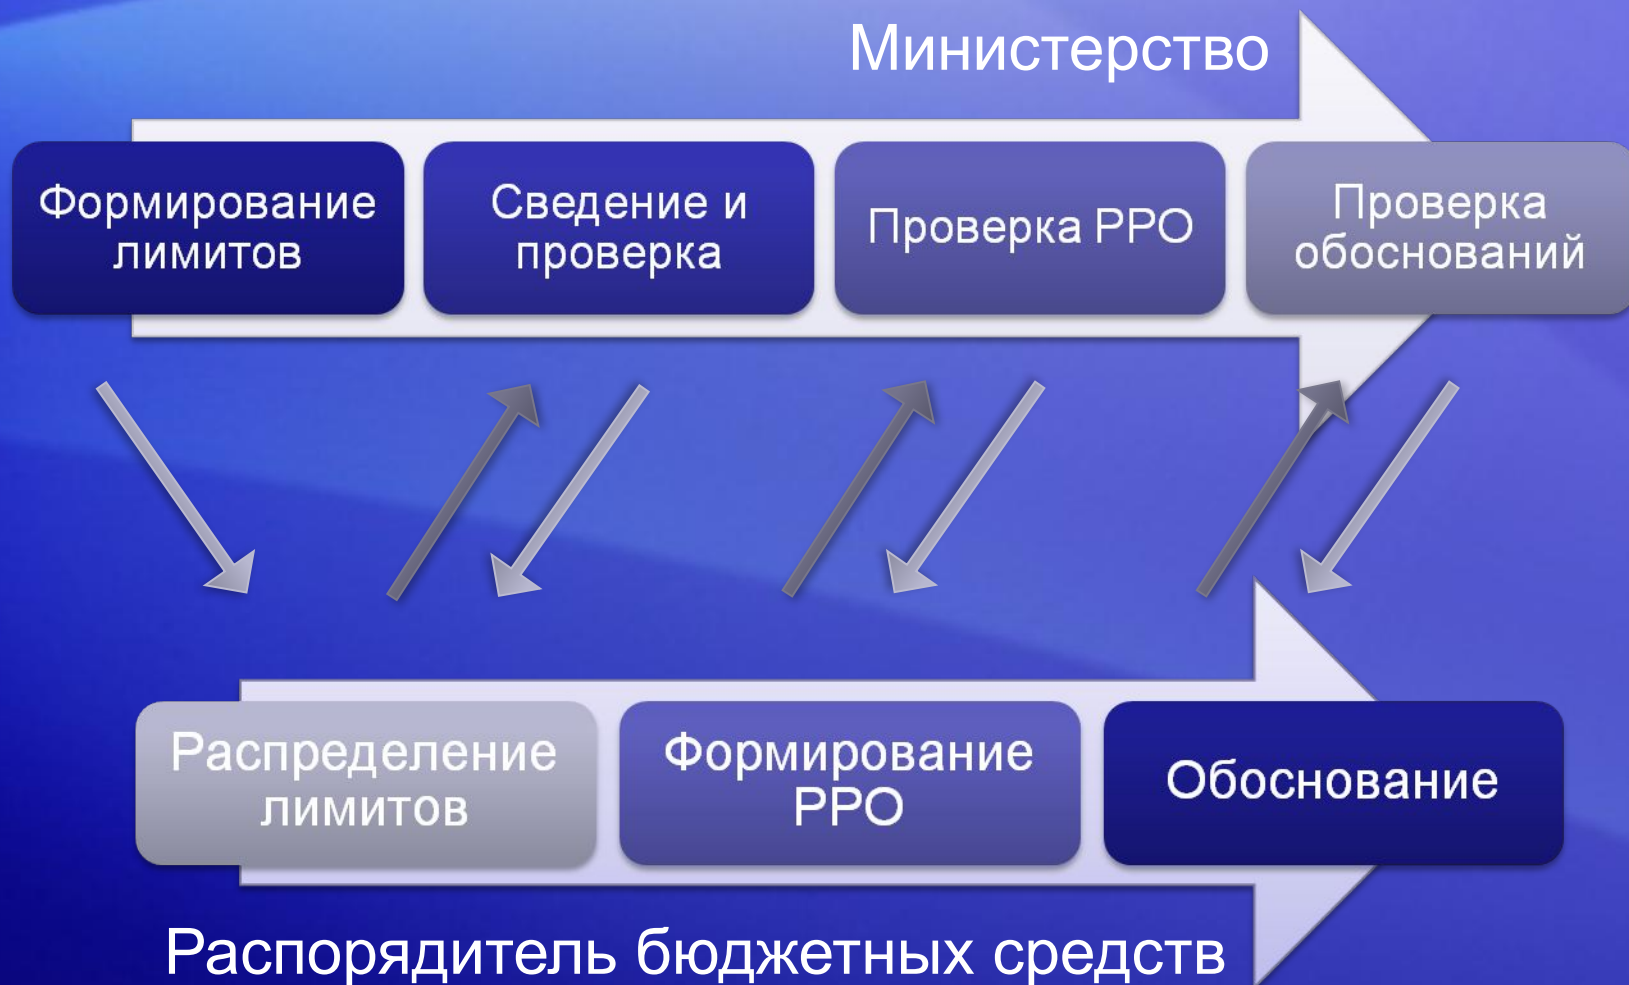 Министерство
Формирование
лимитов
Сведение и
проверка
Проверка РРО
Проверка
обоснований
Распределение
лимитов
Формирование
РРО
Обоснование
Распорядитель бюджетных средств